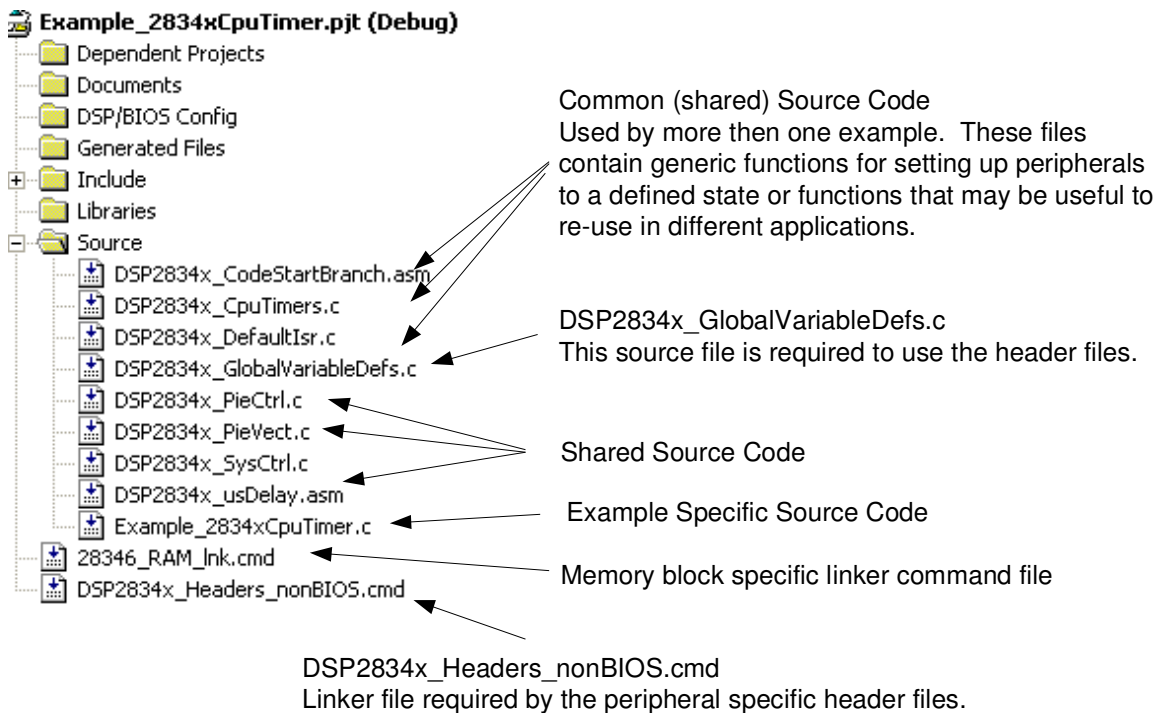 Example_2834xCpuTimer.pjt (Debug)
Dependent Projects
Documents
DSP/BIOS Config
Generated Files
Include
Libraries
Source
DSP2834x_CodeStartBranch.asm
DSP2834x_CpuTimers.c
DSP2834x_DefaultIsr.c
DSP2834x_GlobalVariableDefs.c
DSP2834x_PieCtrl.c
DSP2834x_PieVect.c
DSP2834x_SysCtrl.c
DSP2834x_usDelay.asm
Example_2834xCpuTimer.c
28346_RAM_lnk.cmd
DSP2834x_Headers_nonBIOS.cmd
Common (shared) Source Code
Used by more then one example. These files
contain generic functions for setting up peripherals
to a defined state or functions that may be useful to
re-use in different applications.
DSP2834x_GlobalVariableDefs.c
This source file is required to use the header files.
Shared Source Code
Example Specific Source Code
Memory block specific linker command file
DSP2834x_Headers_nonBIOS.cmd
Linker file required by the peripheral specific header files.